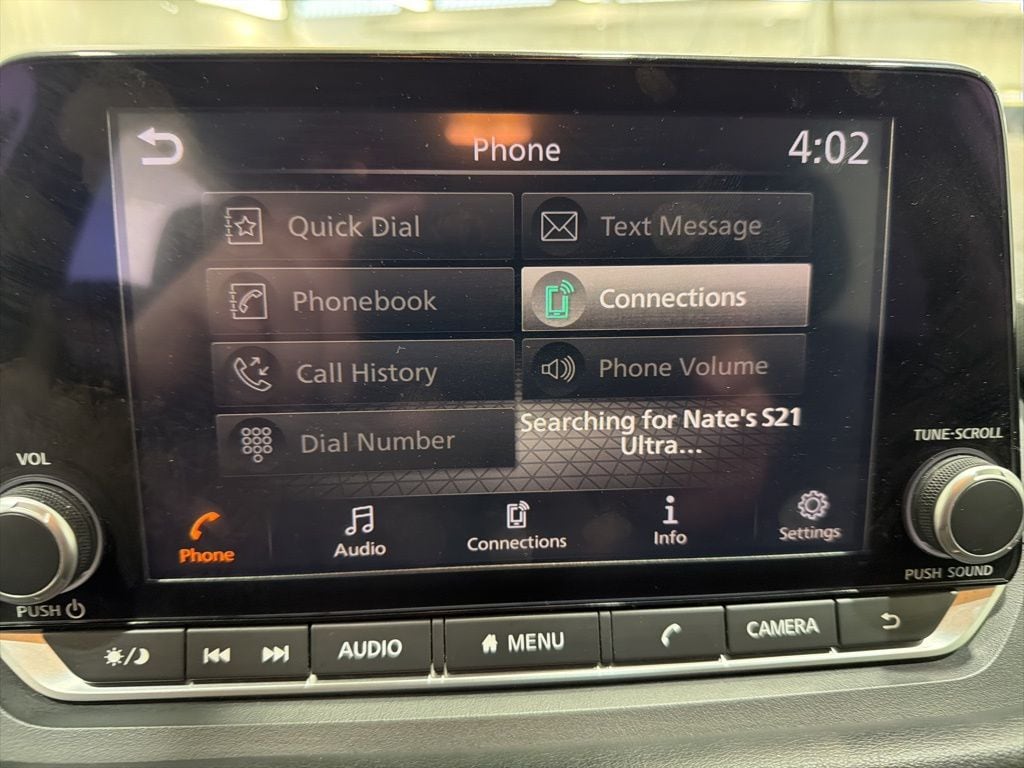 Phone
4:02
Quick Dial
Text Message
Phonebook
Connections
Call History
Phone Volume
Dial Number
Searching for Nate's S21
Ultra...
VOL
TUNE·SCROLL
Phone
Audio
Connections
Info
Settings
PUSH
PUSH SOUND
AUDIO
MENU
CAMERA